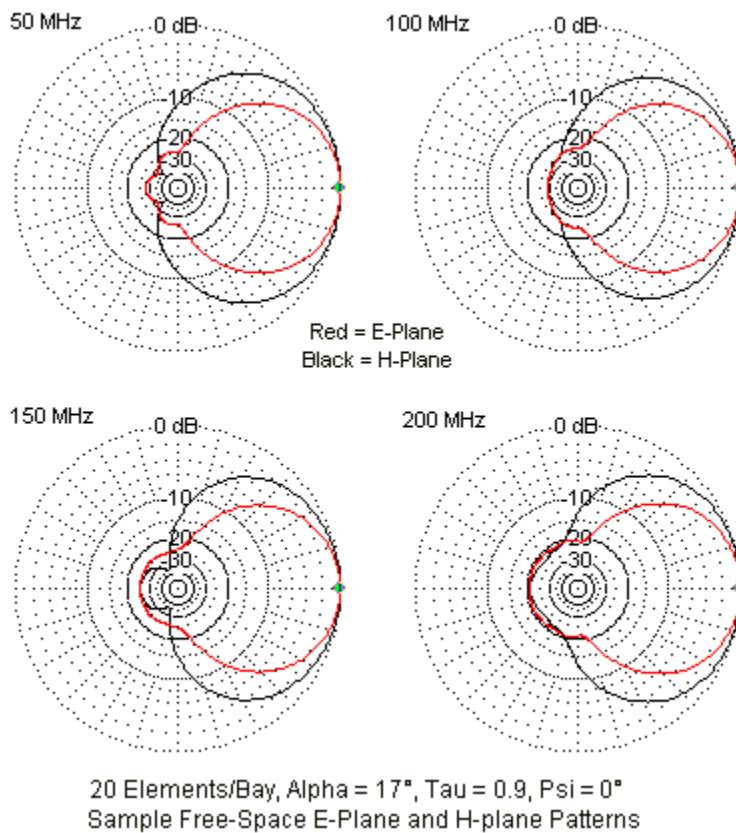 50 MHz
0 dB
-10
-20
-30
100 MHz
0 dB
-10
-20
-30
Red = E-Plane
Black = H-Plane
150 MHz
0 dB
-10
-20
-30
200 MHz
0 dB
-10
-20
-30
20 Elements/Bay, Alpha = 17°, Tau = 0.9, Psi = 0°
Sample Free-Space E-Plane and H-plane Patterns